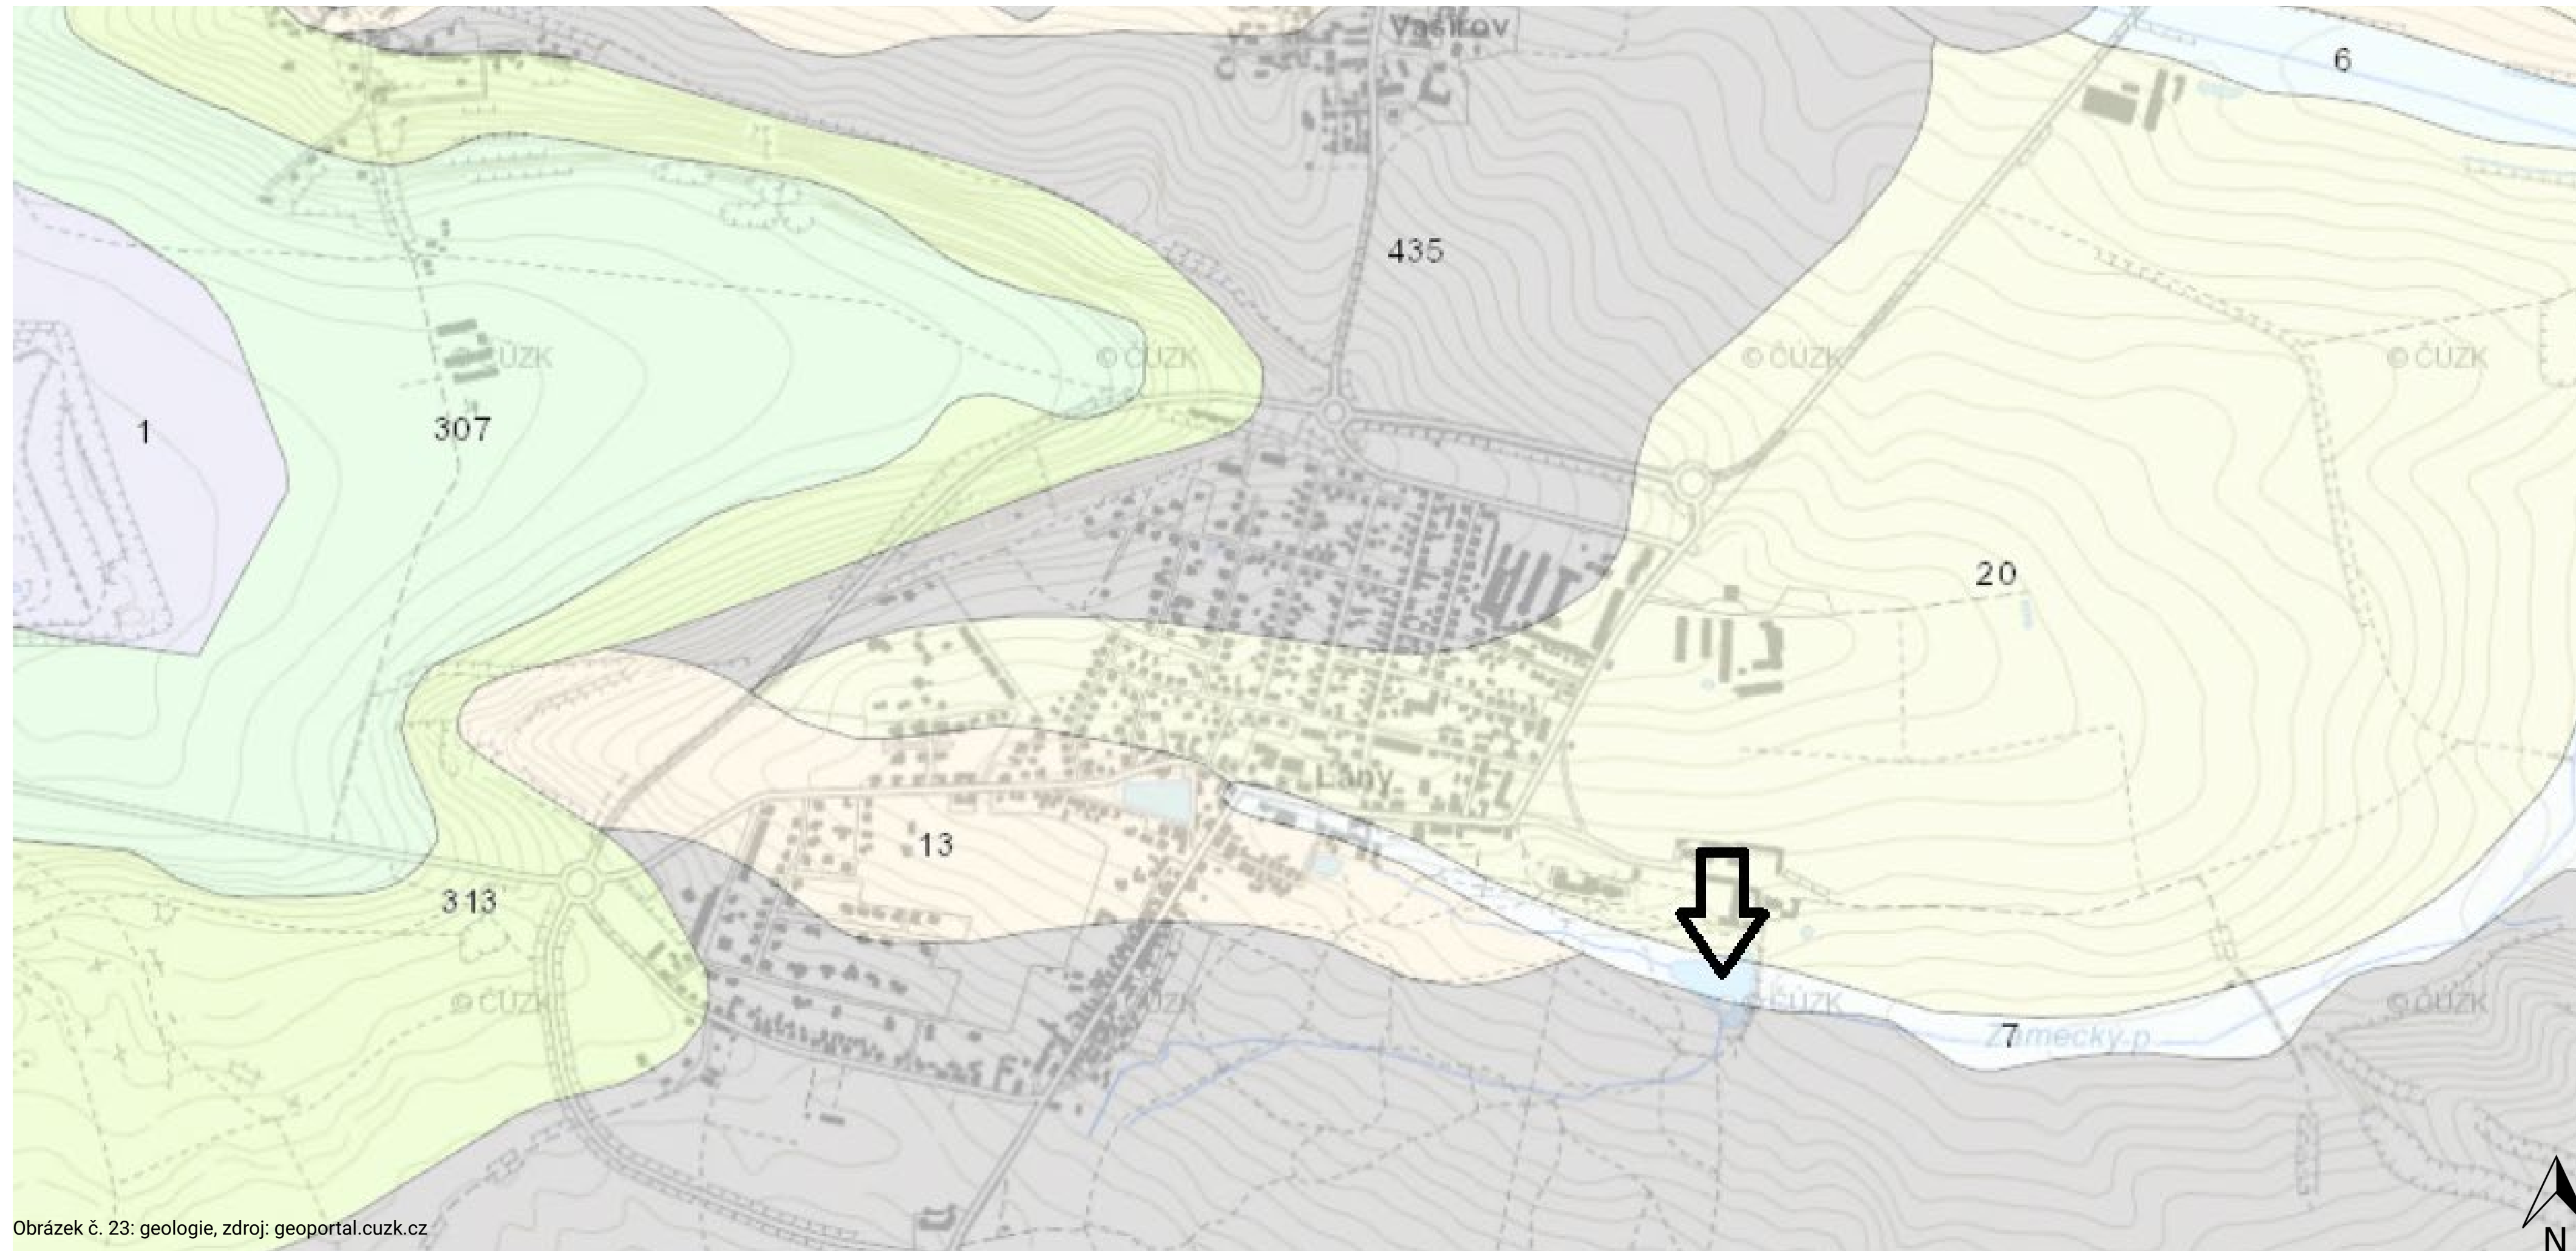 Vašírov
6
435
© ČÚZK
© ČÚZK
© ČÚZK
© ČÚZK
1
307
20
Lány
13
313
© ČÚZK
ČÚZK
© ČÚZK
© ČÚZK
7
Zámecký p.
Obrázek č. 23: geologie, zdroj: geoportal.cuzk.cz
N